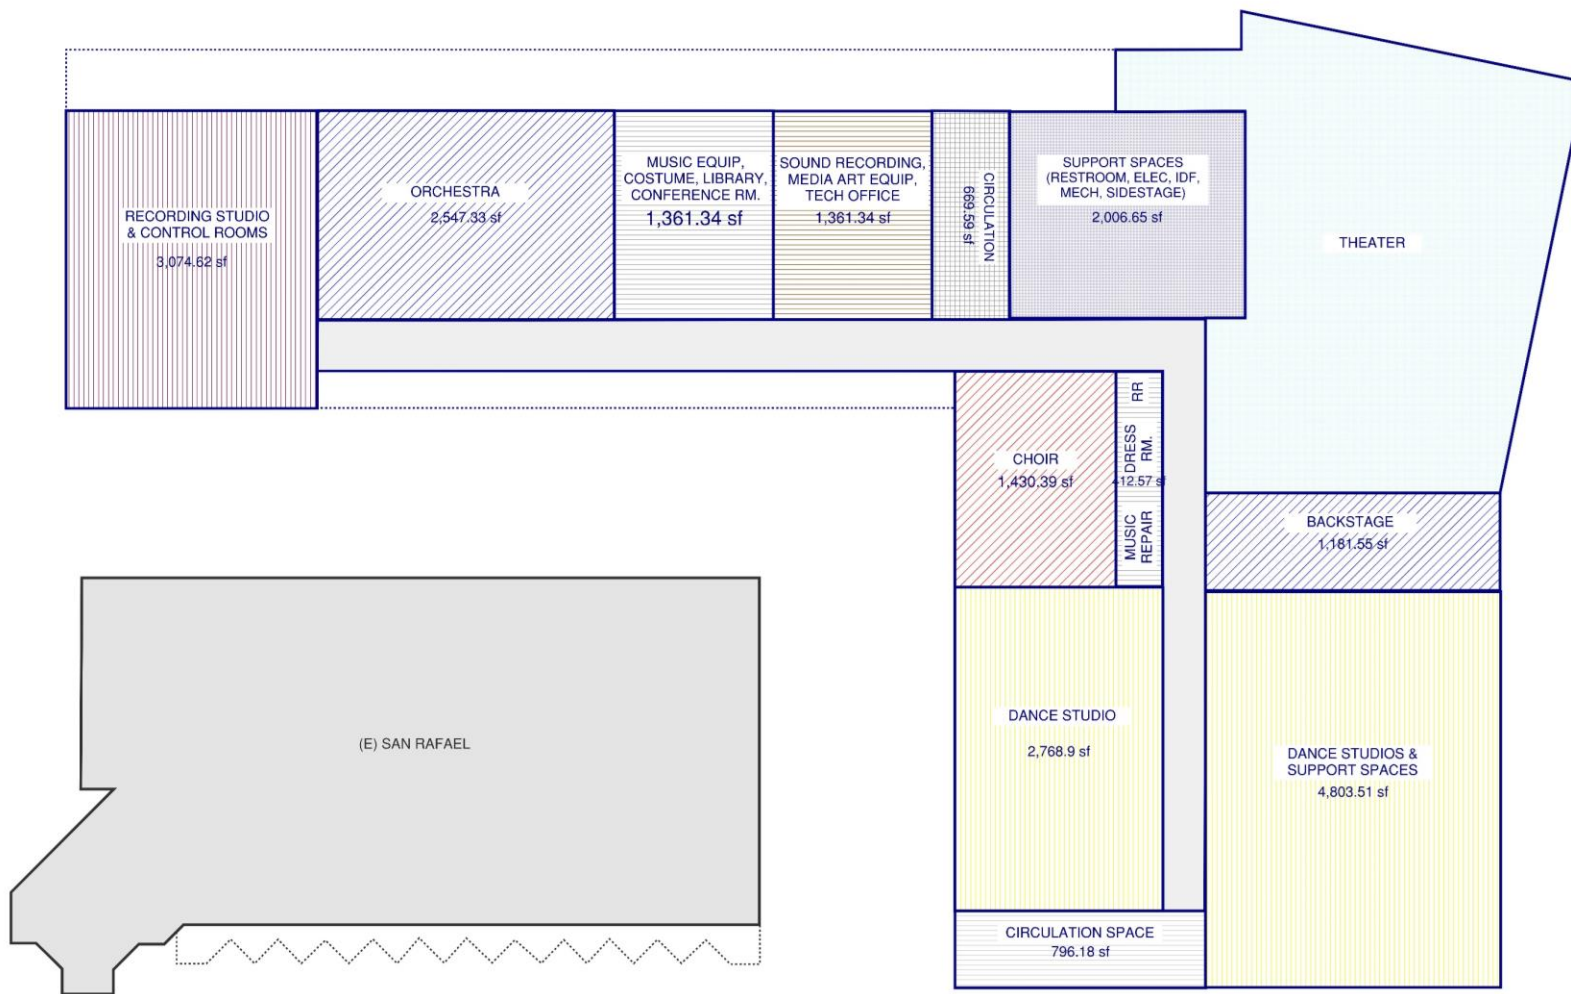 RECORDING STUDIO
& CONTROL ROOMS
3,074.62 sf
ORCHESTRA
2,547.33 sf
MUSIC EQUIP,
COSTUME, LIBRARY,
CONFERENCE RM.
1,361.34 sf
SOUND RECORDING,
MEDIA ART EQUIP,
TECH OFFICE
1,361.34 sf
CIRCULATION
669.59 sf
SUPPORT SPACES
(RESTROOM, ELEC, IDF,
MECH, SIDESTAGE)
2,006.65 sf
THEATER
CHOIR
1,430.39 sf
RR
DRESS
RM.
412.57 sf
MUSIC
REPAIR
BACKSTAGE
1,181.55 sf
DANCE STUDIO
2,768.9 sf
DANCE STUDIOS &
SUPPORT SPACES
4,803.51 sf
(E) SAN RAFAEL
CIRCULATION SPACE
796.18 sf